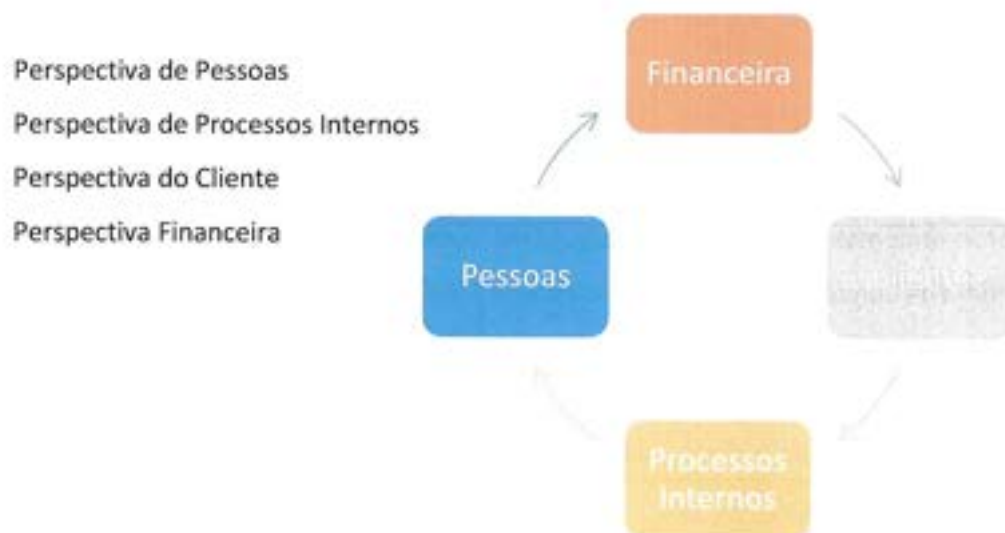 Perspectiva de Pessoas
Perspectiva de Processos Internos
Perspectiva do Cliente
Perspectiva Financeira
Financeira
Pessoas
Processos
Internos